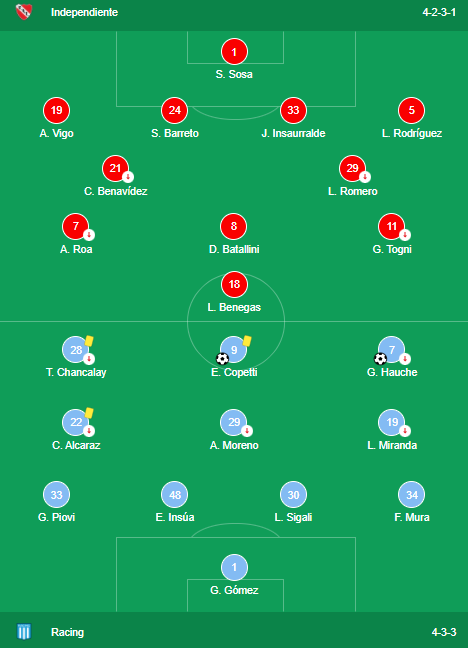 Independiente 4-2-3-1
1
S. Sosa
19 24 33 5
A. Vigo S. Barreto J. Insaurralde L. Rodríguez
21 29
C. Benavídez L. Romero
7 8 11
A. Roa D. Batallini G. Togni
18
L. Benegas
28 9 7
T. Chancalay E. Copetti G. Hauche
22 29 19
C. Alcaraz A. Moreno L. Miranda
33 48 30 34
G. Piovi E. Insúa L. Sigali F. Mura
1
G. Gómez
Racing 4-3-3